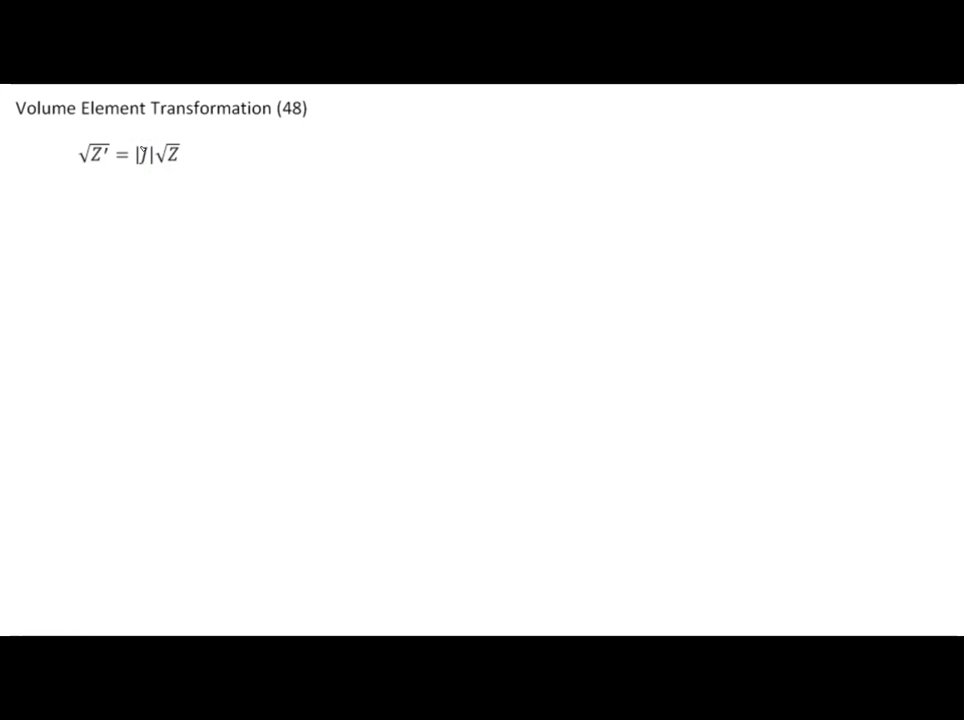 Volume Element Transformation (48)
√Z′ = |J|√Z